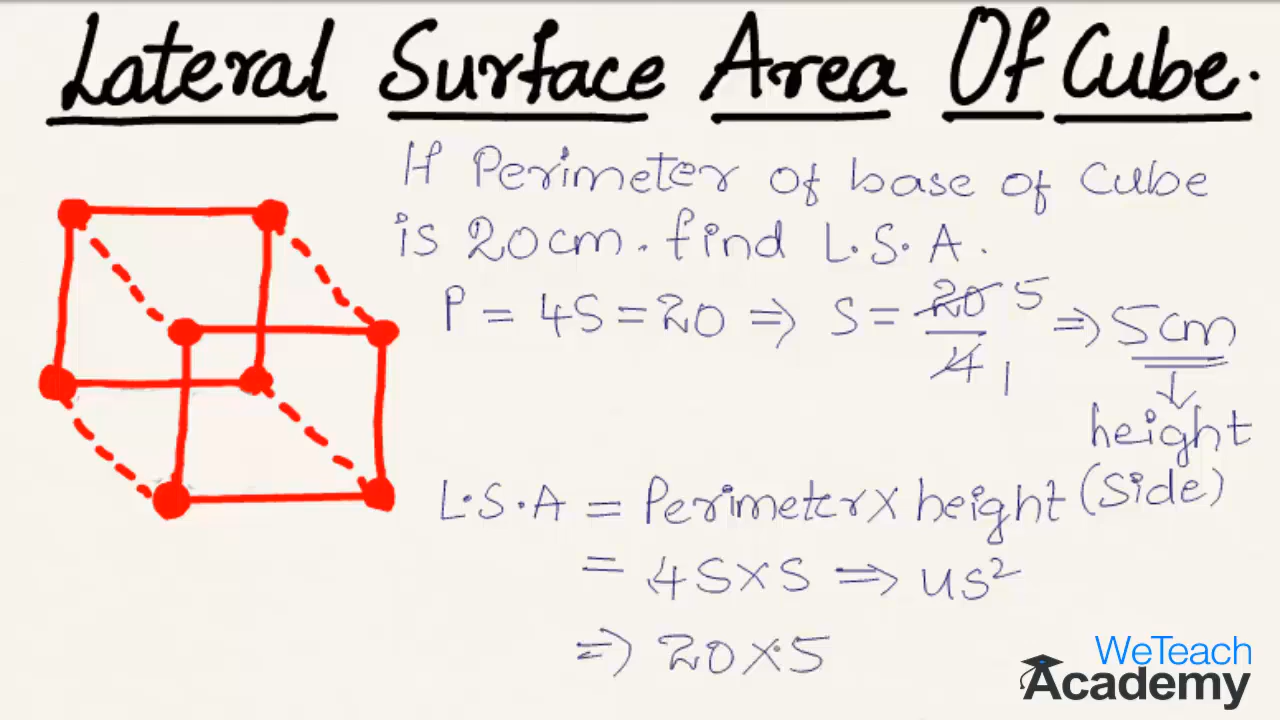 Lateral Surface Area Of Cube.
If Perimeter of base of Cube
is 20cm. find L.S.A.
P = 4S = 20 ⇒ S = 20/4 5 1 ⇒ 5cm
↓
height
(Side)
L.S.A = Perimeter × height
= 4S × S ⇒ 4S²
⇒ 20 × 5
WeTeach
Academy